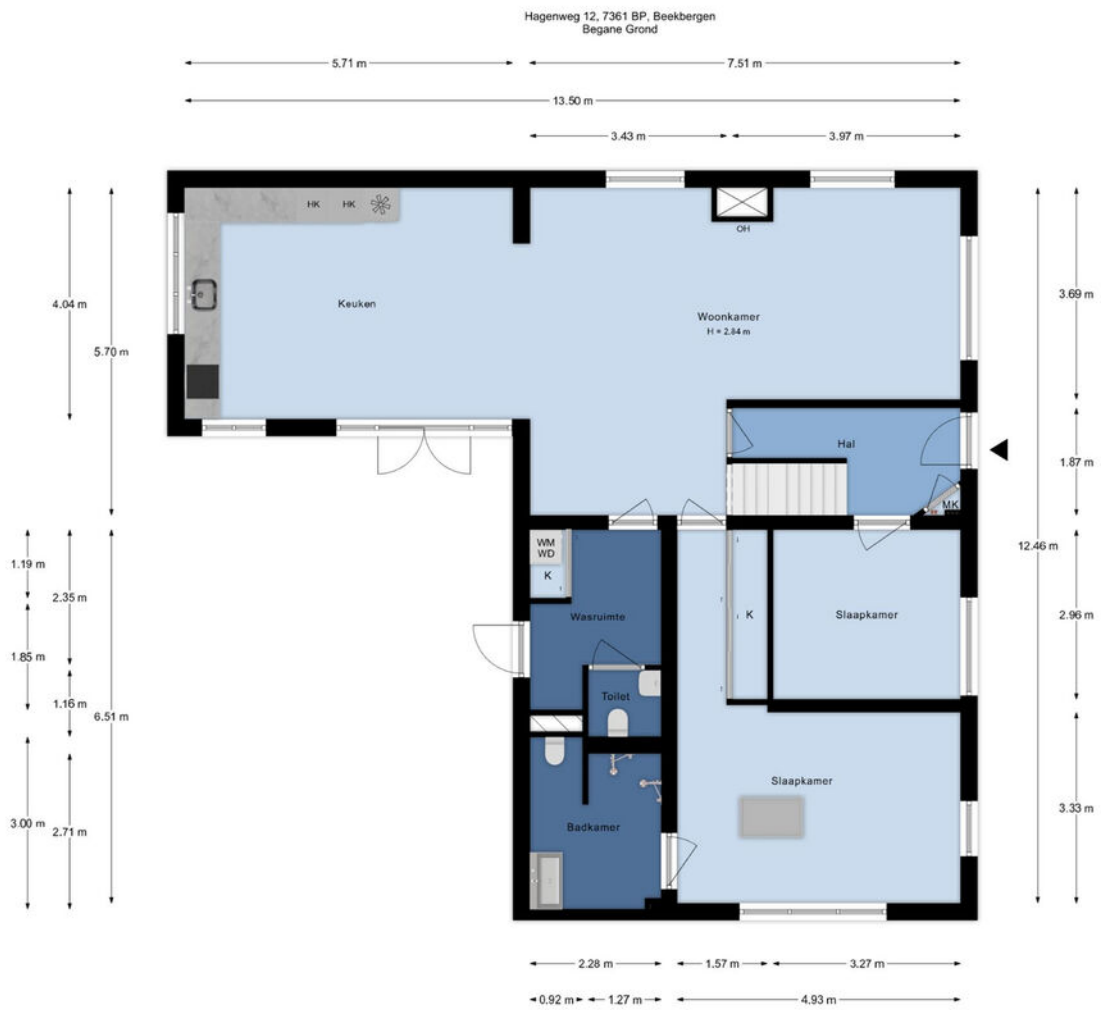 Hagenweg 12, 7361 BP, Beekbergen
Begane Grond
5.71 m
7.51 m
13.50 m
3.43 m
3.97 m
HK
HK
OH
Keuken
Woonkamer
H = 2.84 m
4.04 m
5.70 m
3.69 m
Hal
1.87 m
MK
WM
WD
K
12.46 m
1.19 m
2.35 m
Wasruimte
K
Slaapkamer
2.96 m
1.85 m
Toilet
1.16 m
6.51 m
Slaapkamer
3.33 m
3.00 m
2.71 m
Badkamer
2.28 m
1.57 m
3.27 m
0.92 m
1.27 m
4.93 m